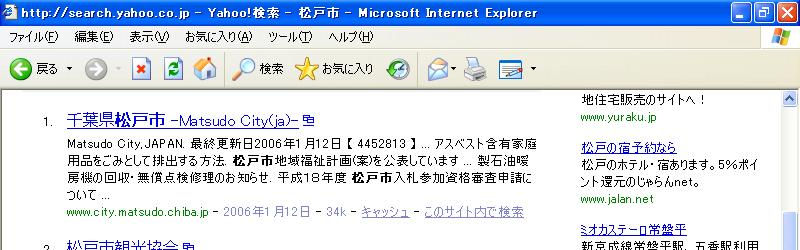 http://search.yahoo.co.jp - Yahoo!検索 - 松戸市 - Microsoft Internet Explorer
ファイル(F) 編集(E) 表示(V) お気に入り(A) ツール(T) ヘルプ(H)
戻る 検索 お気に入り
1. 千葉県松戸市 -Matsudo City(ja)-
Matsudo City,JAPAN. 最終更新日2006年1月12日【 4452813 】... アスベスト含有家庭
用品をごみとして排出する方法. 松戸市地域福祉計画(案)を公表しています ... 製石油暖
房機の回収・無償点検修理のお知らせ. 平成18年度 松戸市入札参加資格審査申請に
ついて ...
www.city.matsudo.chiba.jp - 2006年1月12日 - 34k - キャッシュ - このサイト内で検索
2. 松戸市観光協会
地住宅販売のサイトへ！
www.yuraku.jp
松戸の宿予約なら
松戸のホテル・宿あります。5%ポイ
ント還元のじゃらんnet。
www.jalan.net
ミオカステーロ常盤平
新京成線常盤平駅、五香駅利用